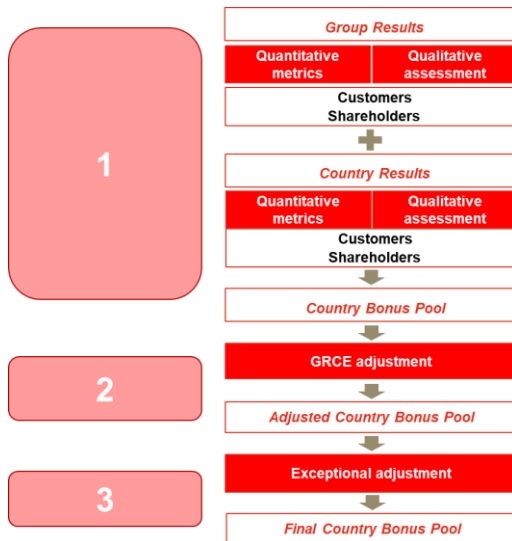 1
Group Results
Quantitative metrics
Qualitative assessment
Customers
Shareholders
Country Results
Quantitative metrics
Qualitative assessment
Customers
Shareholders
Country Bonus Pool
2
GRCE adjustment
Adjusted Country Bonus Pool
3
Exceptional adjustment
Final Country Bonus Pool